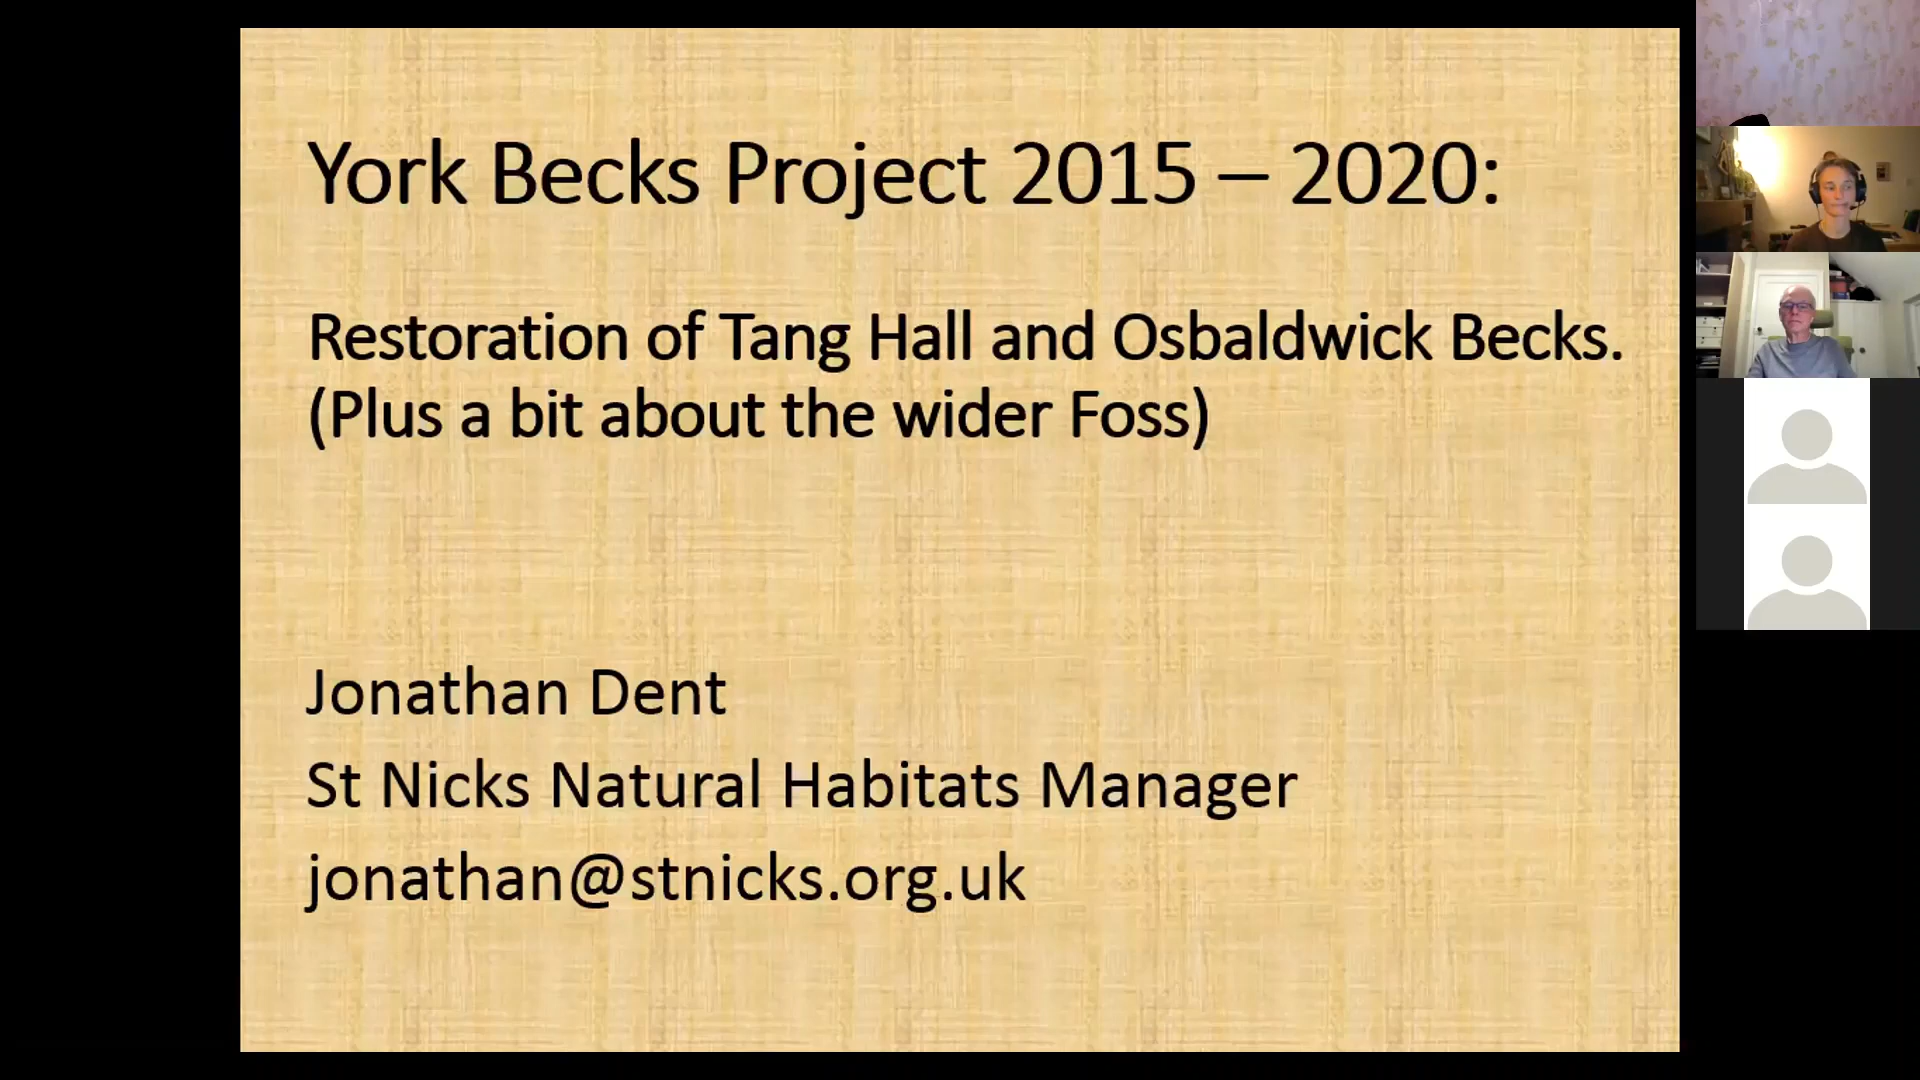 York Becks Project 2015 – 2020:
Restoration of Tang Hall and Osbaldwick Becks.
(Plus a bit about the wider Foss)
Jonathan Dent
St Nicks Natural Habitats Manager
jonathan@stnicks.org.uk